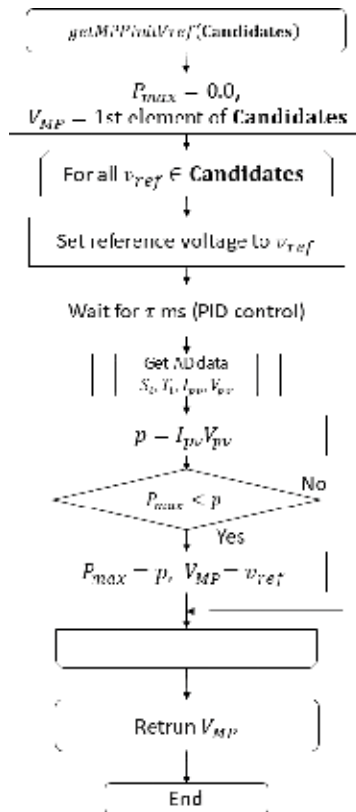 getMPPinitVref(Candidates)
P_max = 0.0,
V_MP = 1st element of Candidates
For all v_ref ∈ Candidates
Set reference voltage to v_ref
Wait for τ ms (PID control)
Get AD data
S_i, T_i, I_pv, V_pv
p = I_pv V_pv
No
P_max < p
Yes
P_max = p, V_MP = v_ref
Retrun V_MP
End